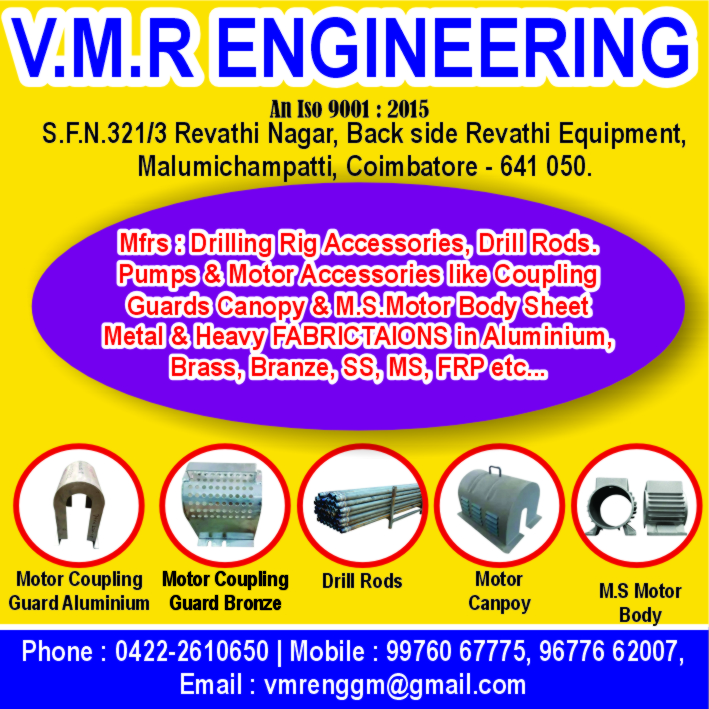 V.M.R ENGINEERING
An Iso 9001 : 2015
S.F.N.321/3 Revathi Nagar, Back side Revathi Equipment,
Malumichampatti, Coimbatore - 641 050.
Mfrs : Drilling Rig Accessories, Drill Rods.
Pumps & Motor Accessories like Coupling
Guards Canopy & M.S.Motor Body Sheet
Metal & Heavy FABRICTAIONS in Aluminium,
Brass, Branze, SS, MS, FRP etc...
Motor Coupling
Guard Aluminium
Motor Coupling
Guard Bronze
Drill Rods
Motor
Canpoy
M.S Motor
Body
Phone : 0422-2610650 | Mobile : 99760 67775, 96776 62007,
Email : vmrenggm@gmail.com